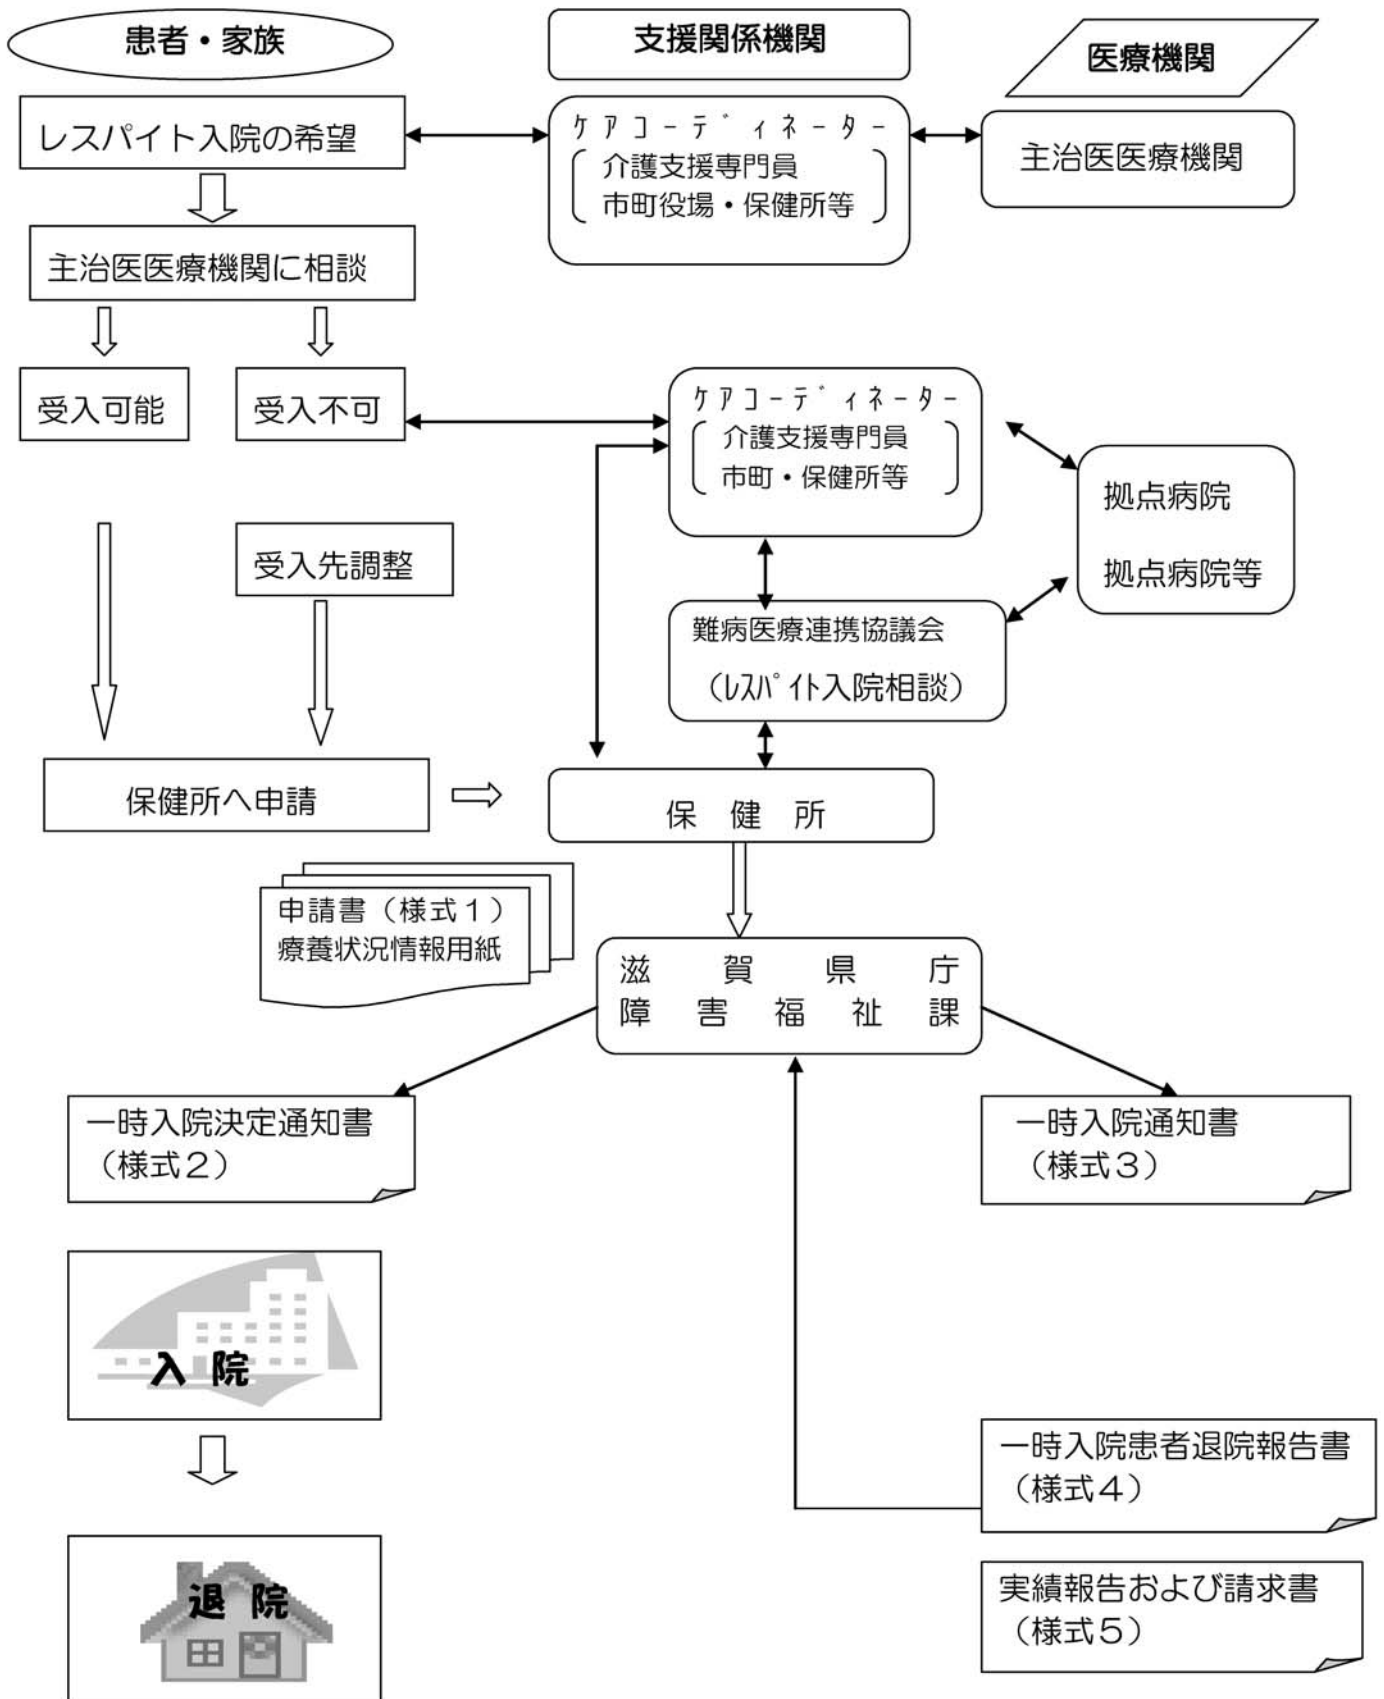 患者・家族
支援関係機関
医療機関
レスパイト入院の希望
ケアコーディネーター
介護支援専門員
市町役場・保健所等
主治医医療機関
主治医医療機関に相談
受入可能
受入不可
ケアコーディネーター
介護支援専門員
市町・保健所等
拠点病院
拠点病院等
受入先調整
難病医療連携協議会
（レスパイト入院相談）
保健所へ申請
保　健　所
申請書（様式１）
療養状況情報用紙
滋　賀　県　庁
障　害　福　祉　課
一時入院決定通知書
（様式２）
一時入院通知書
（様式３）
入 院
一時入院患者退院報告書
（様式４）
退 院
実績報告および請求書
（様式５）